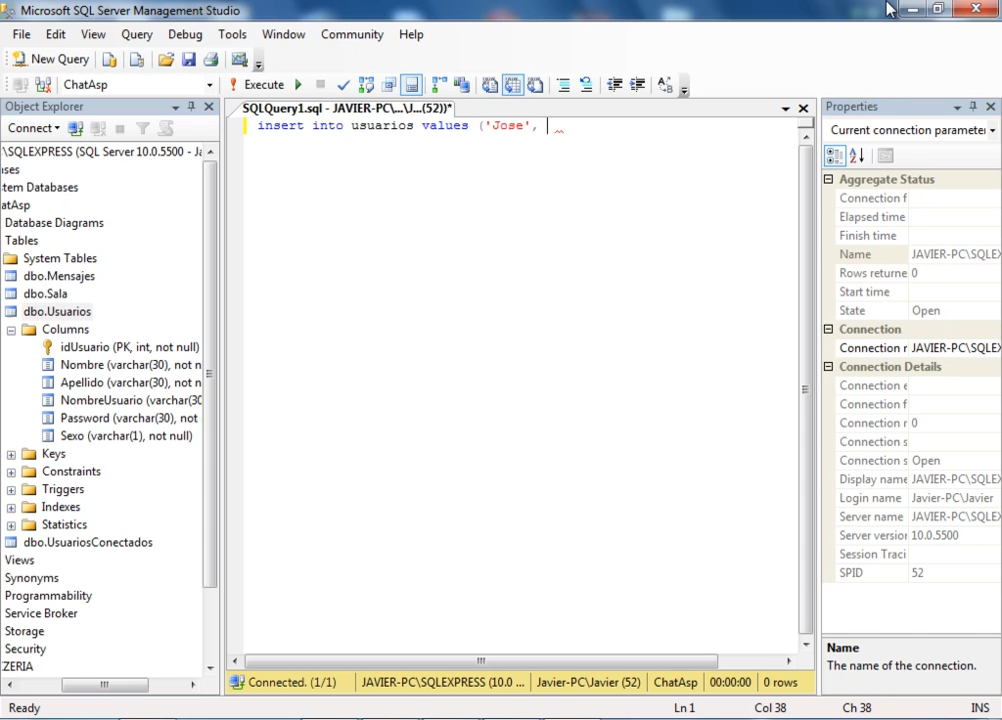 Microsoft SQL Server Management Studio
File Edit View Query Debug Tools Window Community Help
New Query
ChatAsp
Execute
Object Explorer
Connect
\SQLEXPRESS (SQL Server 10.0.5500 - Ja
ases
tem Databases
atAsp
Database Diagrams
Tables
System Tables
dbo.Mensajes
dbo.Sala
dbo.Usuarios
Columns
idUsuario (PK, int, not null)
Nombre (varchar(30), not n
Apellido (varchar(30), not n
NombreUsuario (varchar(30
Password (varchar(30), not
Sexo (varchar(1), not null)
Keys
Constraints
Triggers
Indexes
Statistics
dbo.UsuariosConectados
Views
Synonyms
Programmability
Service Broker
Storage
Security
ZERIA
SQLQuery1.sql - JAVIER-PC\...\J...(52))*
insert into usuarios values ('Jose',
Connected. (1/1)
JAVIER-PC\SQLEXPRESS (10.0 ...
Javier-PC\Javier (52)
ChatAsp
00:00:00
0 rows
Properties
Current connection parameter
Aggregate Status
Connection f
Elapsed time
Finish time
Name JAVIER-PC\SQLEX
Rows returne 0
Start time
State Open
Connection
Connection n JAVIER-PC\SQLEX
Connection Details
Connection e
Connection f
Connection r 0
Connection s
Connection s Open
Display name JAVIER-PC\SQLEX
Login name Javier-PC\Javier
Server name JAVIER-PC\SQLEX
Server version 10.0.5500
Session Traci
SPID 52
Name
The name of the connection.
Ready
Ln 1
Col 38
Ch 38
INS